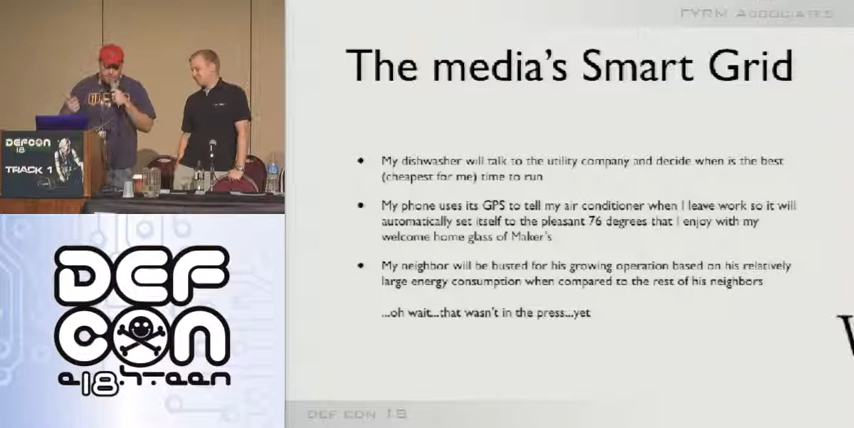 FYRM ASSOCIATES
The media's Smart Grid
• My dishwasher will talk to the utility company and decide when is the best
(cheapest for me) time to run
• My phone uses its GPS to tell my air conditioner when I leave work so it will
automatically set itself to the pleasant 76 degrees that I enjoy with my
welcome home glass of Maker's
• My neighbor will be busted for his growing operation based on his relatively
large energy consumption when compared to the rest of his neighbors
...oh wait...that wasn't in the press...yet
DEF CON 18
DEFCON
18
TRACK 1
DEF
CON
e18hteen